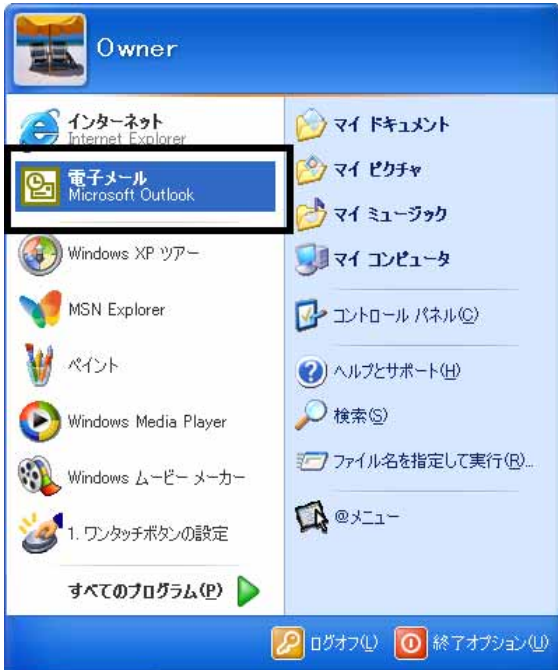 Owner
インターネット
Internet Explorer
電子メール
Microsoft Outlook
Windows XP ツアー
MSN Explorer
ペイント
Windows Media Player
Windows ムービー メーカー
1. ワンタッチボタンの設定
すべてのプログラム(P)
マイ ドキュメント
マイ ピクチャ
マイ ミュージック
マイ コンピュータ
コントロール パネル(C)
ヘルプとサポート(H)
検索(S)
ファイル名を指定して実行(R)...
@メニュー
ログオフ(L)
終了オプション(U)